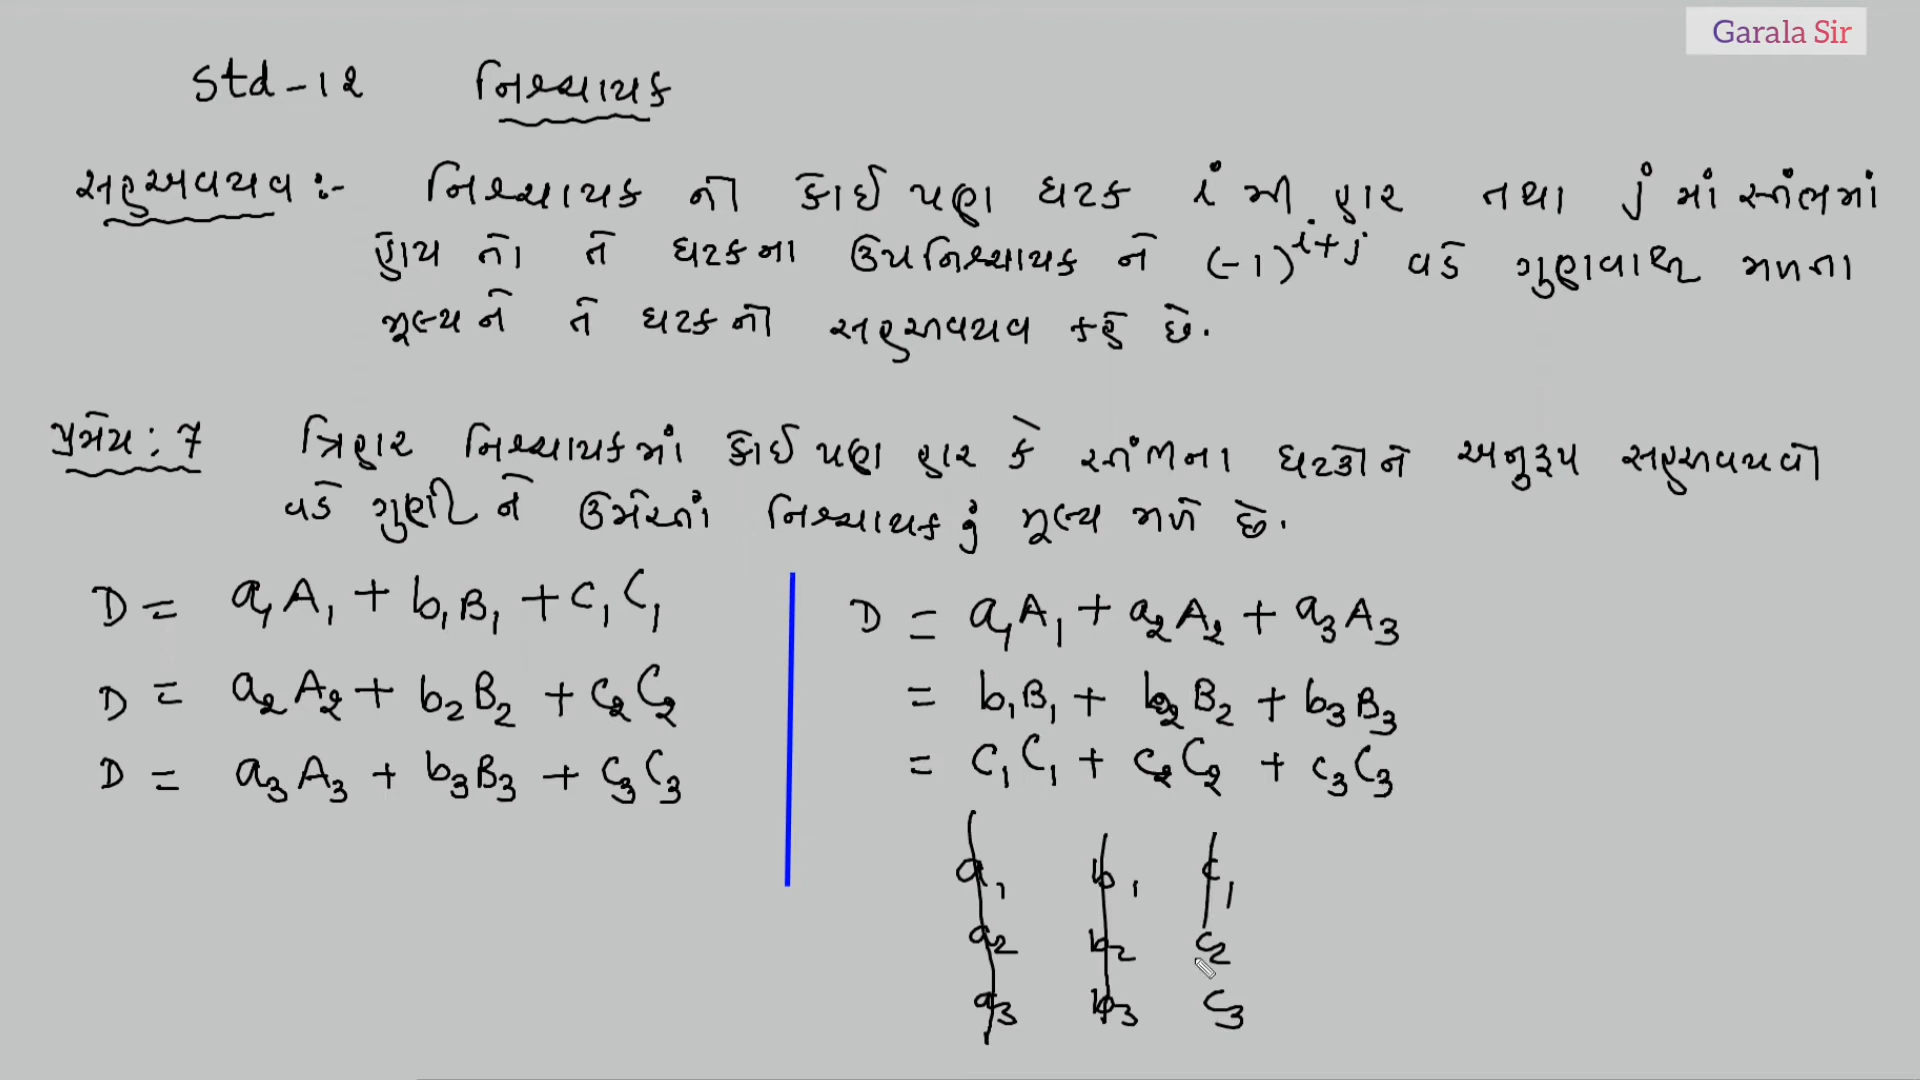 Garala Sir
Std-12 નિશ્ચાયક
સહઅવયવ :- નિશ્ચાયક નો કોઈ પણ ઘટક i મી હાર તથા j માં સ્તંભમાં
હોય તો તે ઘટકના ઉપનિશ્ચાયક ને (-1)^{i+j} વડે ગુણવાથી મળતા
મૂલ્યને તે ઘટકનો સહઅવયવ કહે છે.
પ્રમેય : 7 ત્રિહાર નિશ્ચાયકમાં કોઈ પણ હાર કે સ્તંભના ઘટકોને અનુરૂપ સહઅવયવો
વડે ગુણીને ઉમેરતાં નિશ્ચાયકનું મૂલ્ય મળે છે.
D = a₁A₁ + b₁B₁ + c₁C₁
D = a₂A₂ + b₂B₂ + c₂C₂
D = a₃A₃ + b₃B₃ + c₃C₃
D = a₁A₁ + a₂A₂ + a₃A₃
= b₁B₁ + b₂B₂ + b₃B₃
= c₁C₁ + c₂C₂ + c₃C₃
a₁ b₁ c₁
a₂ b₂ c₂
a₃ b₃ c₃